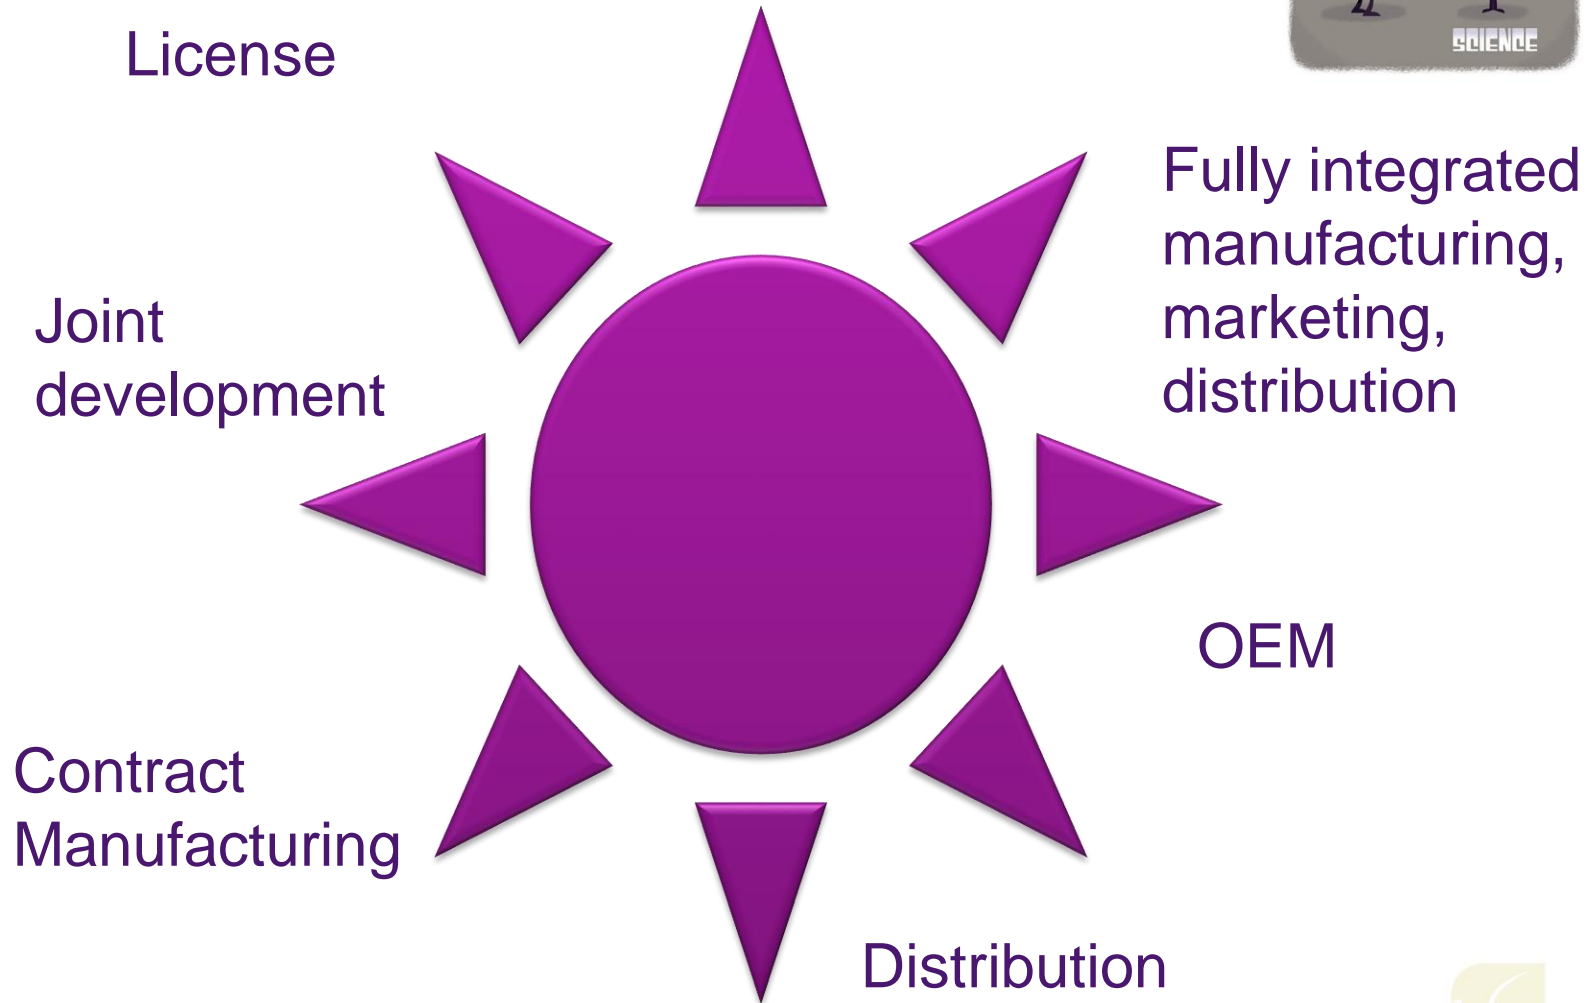 License
SCIENCE
Fully integrated
manufacturing,
marketing,
distribution
Joint
development
OEM
Contract
Manufacturing
Distribution